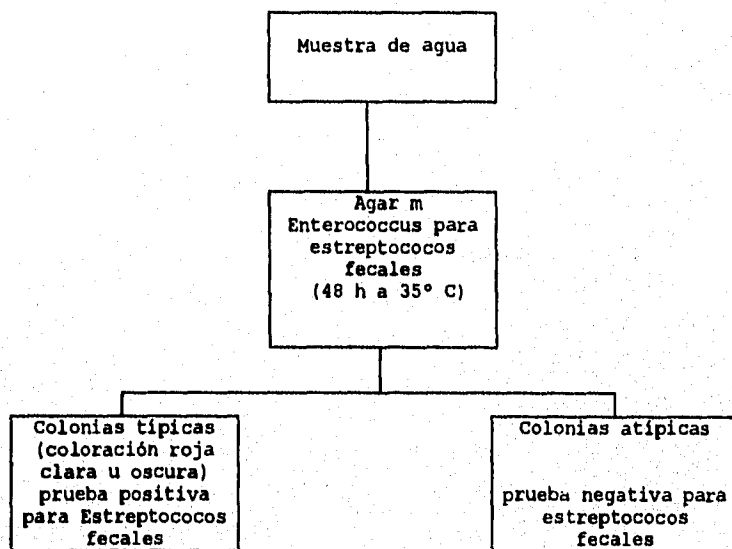 Muestra de agua
Agar m
Enterococcus para
estreptococos
fecales
(48 h a 35° C)
Colonias típicas
(coloración roja
clara u oscura)
prueba positiva
para Estreptococos
fecales
Colonias atípicas
prueba negativa para
estreptococos
fecales